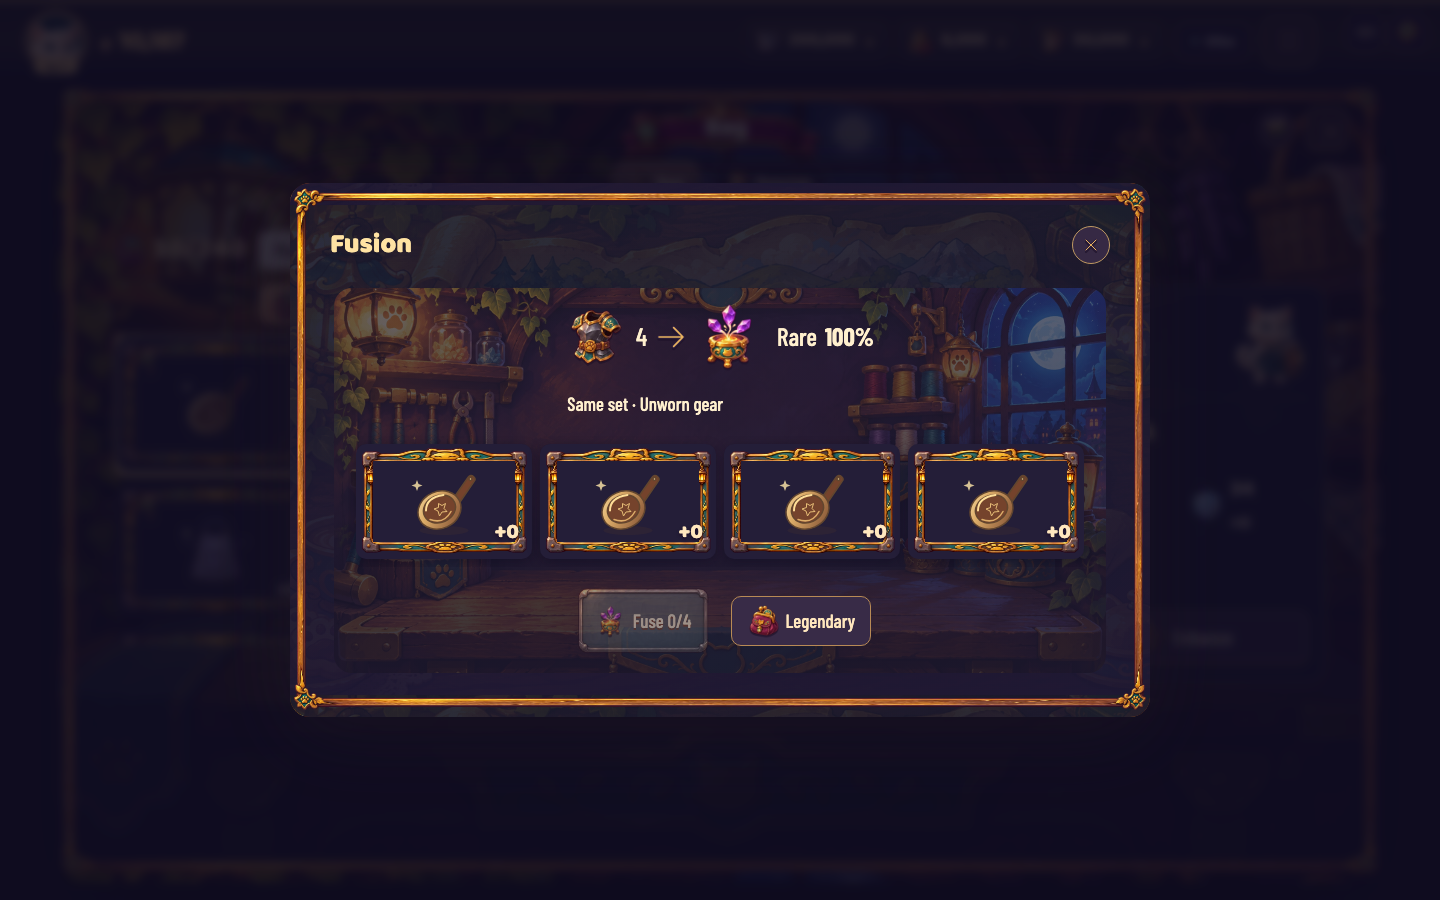 Fusion
4
Rare 100%
Same set · Unworn gear
+0
+0
+0
+0
Fuse 0/4
Legendary